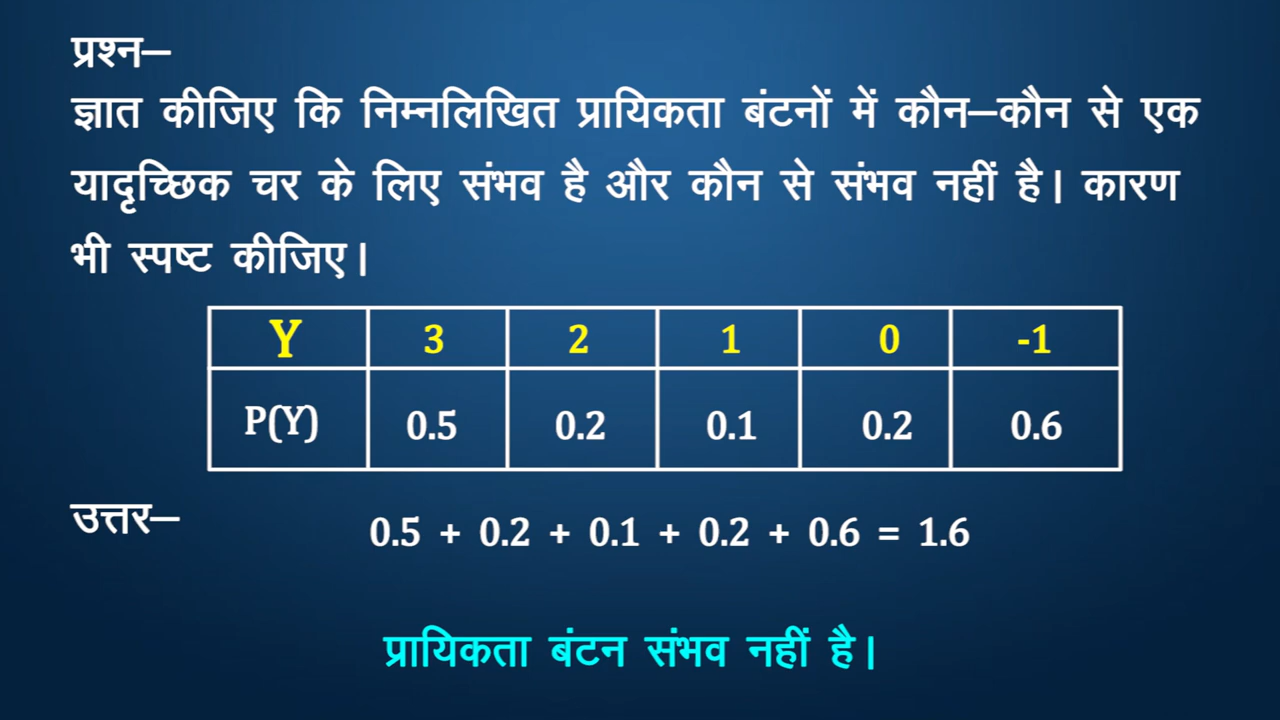 प्रश्न–
ज्ञात कीजिए कि निम्नलिखित प्रायिकता बंटनों में कौन–कौन से एक
यादृच्छिक चर के लिए संभव है और कौन से संभव नहीं है। कारण
भी स्पष्ट कीजिए।
Y 3 2 1 0 -1
P(Y) 0.5 0.2 0.1 0.2 0.6
उत्तर–
0.5 + 0.2 + 0.1 + 0.2 + 0.6 = 1.6
प्रायिकता बंटन संभव नहीं है।